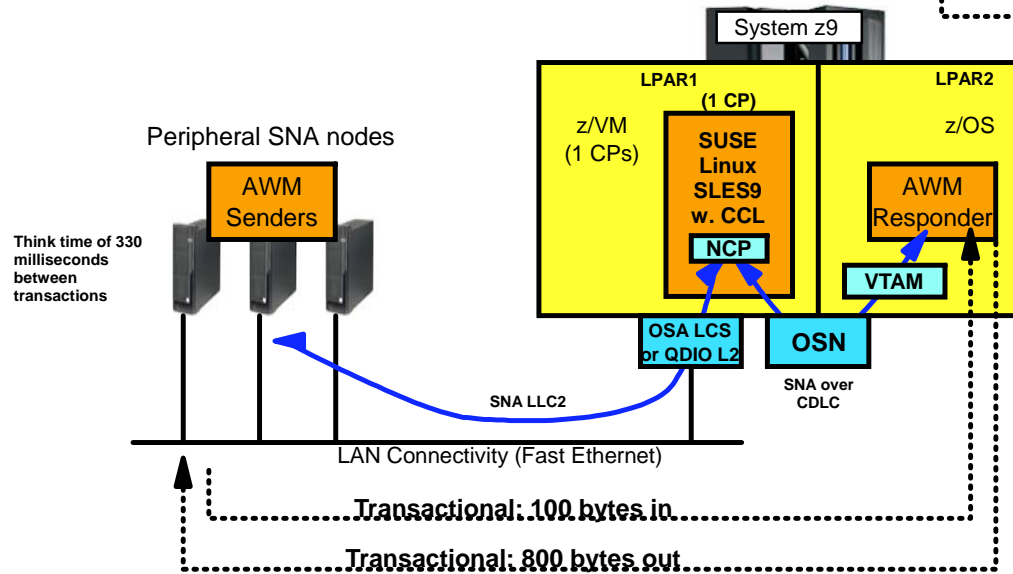 System z9
LPAR1
(1 CP)
LPAR2
z/VM
(1 CPs)
z/OS
SUSE
Linux
SLES9
w. CCL
NCP
AWM
Responder
VTAM
OSA LCS
or QDIO L2
OSN
SNA over
CDLC
Peripheral SNA nodes
AWM
Senders
Think time of 330
milliseconds
between
transactions
SNA LLC2
LAN Connectivity (Fast Ethernet)
Transactional: 100 bytes in
Transactional: 800 bytes out